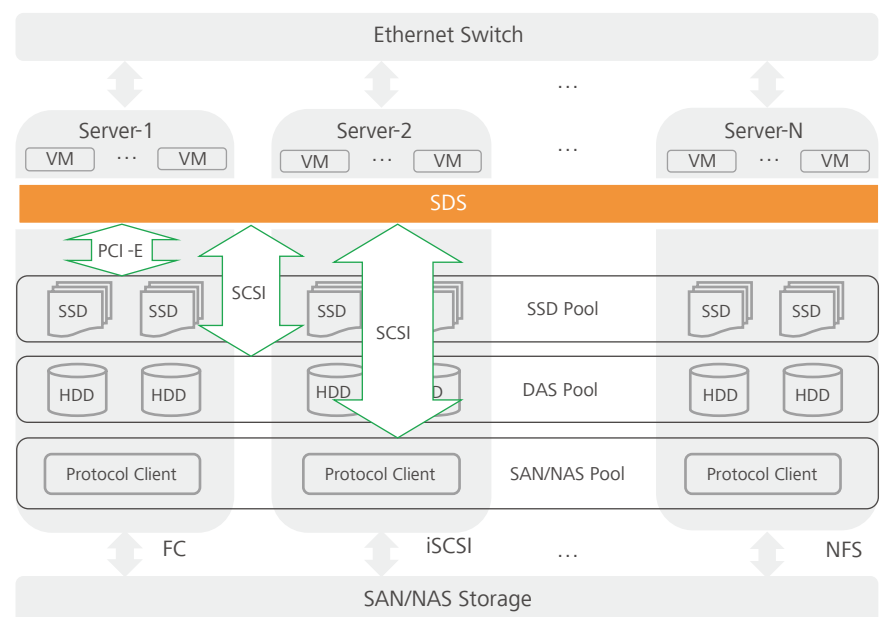 Ethernet Switch
…
Server-1
Server-2
…
Server-N
VM … VM
VM … VM
VM … VM
SDS
PCI -E
SCSI
SCSI
SSD
SSD
SSD
SSD Pool
SSD
SSD
HDD
HDD
HDD
D
DAS Pool
HDD
HDD
Protocol Client
Protocol Client
SAN/NAS Pool
Protocol Client
FC
iSCSI
…
NFS
SAN/NAS Storage